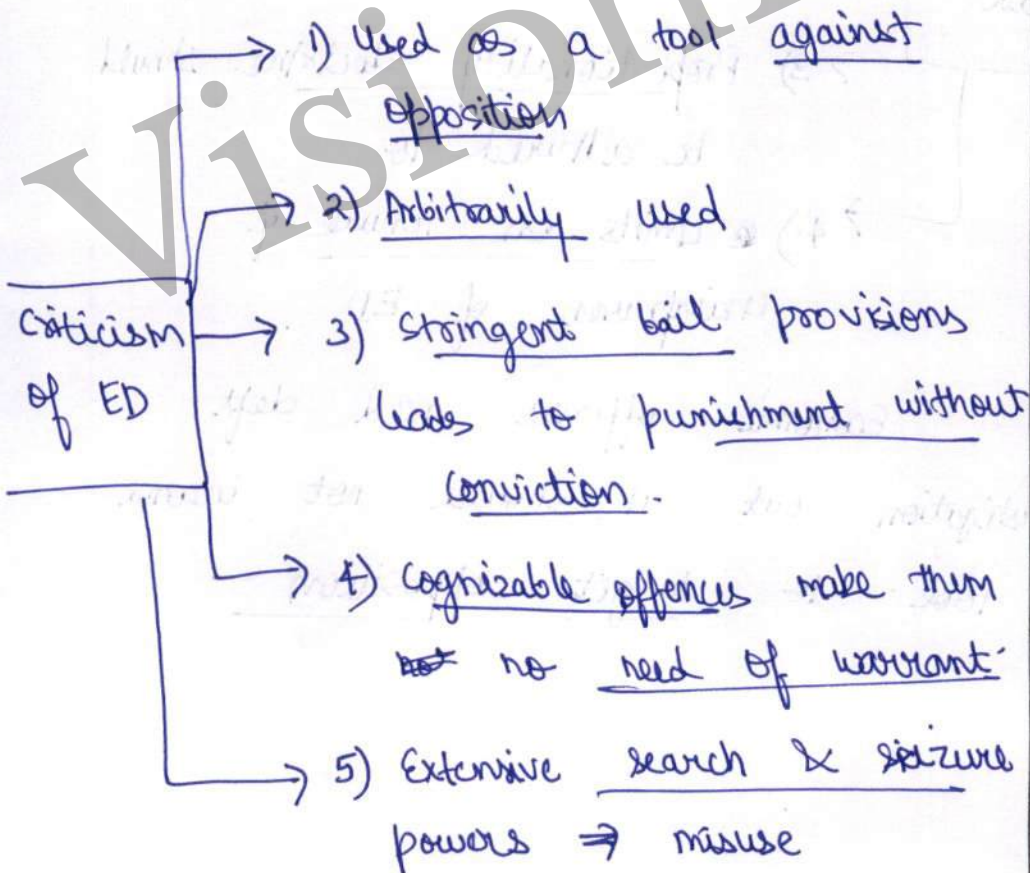 Vision
1) Used as a tool against
opposition
2) Arbitrarily used
Criticism
of ED
3) Stringent bail provisions
leads to punishment without
conviction.
4) Cognizable offences make them
no need of warrant.
5) Extensive search & seizure
powers ⇒ misuse